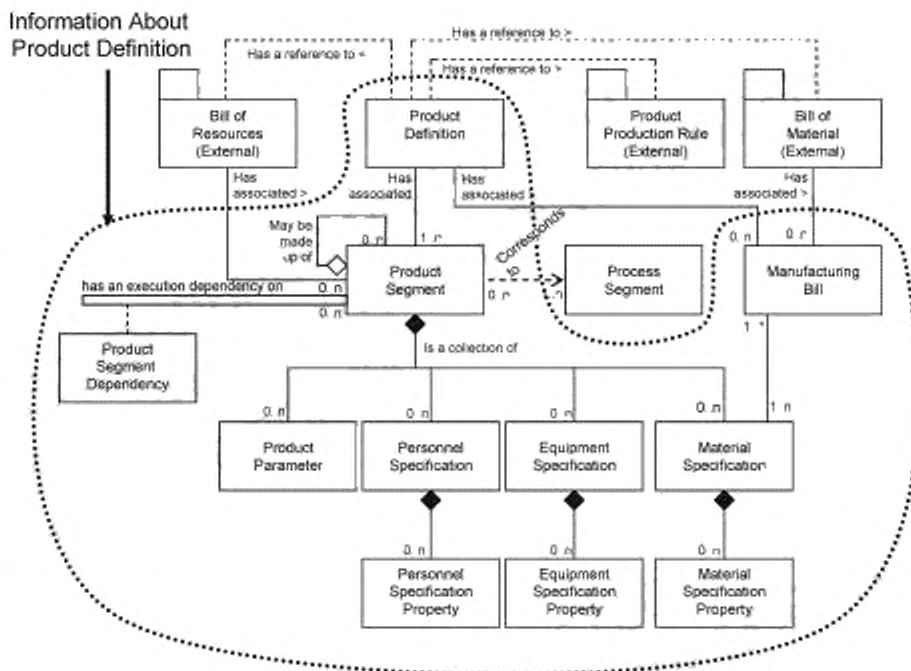 Information About
Product Definition
Has a reference to >
Has a reference to <
Has a reference to >
Bill of
Resources
(External)
Product
Definition
Product
Production Rule
(External)
Bill of
Material
(External)
Has
associated >
Has
associated
Has
associated
Has
associated >
May be
made
up of
0..n
1..n
Corresponds
to
0..n
0..n
Product
Segment
Process
Segment
Manufacturing
Bill
has an execution dependency on
0..n
0..n
0..n
..n
Product
Segment
Dependency
Is a collection of
1
1..n
0..n
0..n
0..n
0..n
Product
Parameter
Personnel
Specification
Equipment
Specification
Material
Specification
0..n
0..n
0..n
Personnel
Specification
Property
Equipment
Specification
Property
Material
Specification
Property